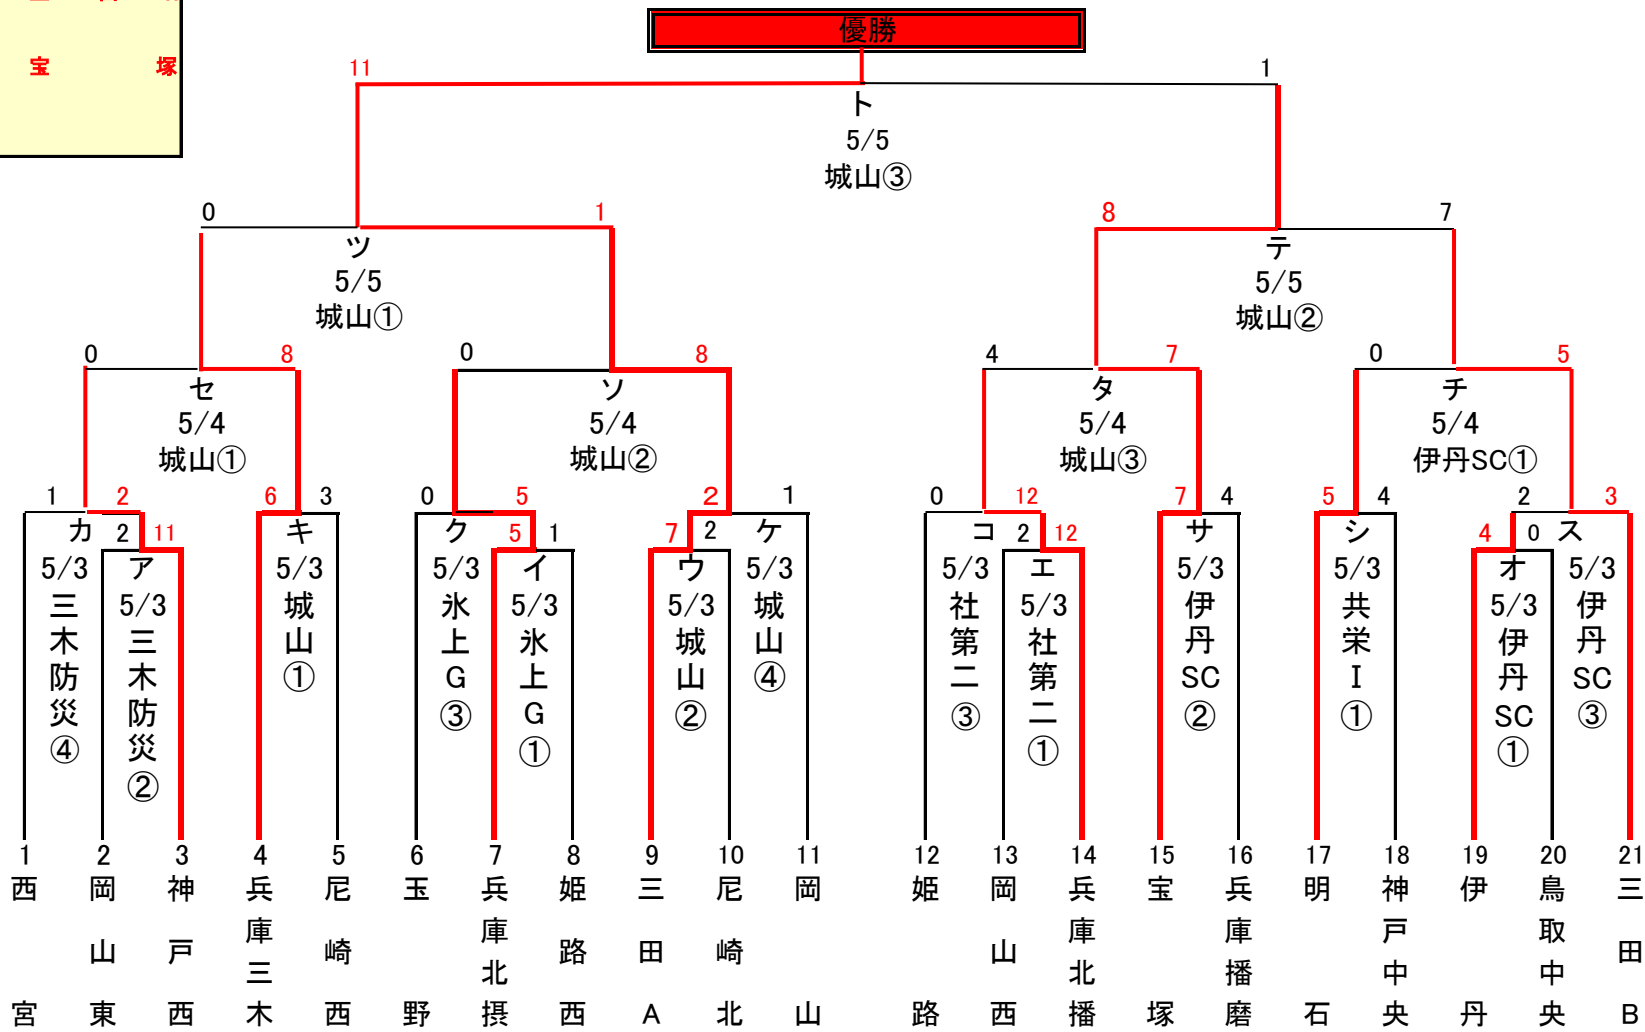 優勝
宝塚
11 1
ト
5/5
城山③
0 1 8 7
ツ テ
5/5 5/5
城山① 城山②
0 8 0 8 4 7 0 5
セ ソ タ チ
5/4 5/4 5/4 5/4
城山① 城山② 城山③ 伊丹SC①
1 2 6 3 0 5 2 1 0 12 7 4 5 4 2 3
カ 2 11 キ ク 5 1 7 2 ケ コ 2 12 サ シ 4 0 ス
5/3 ア 5/3 5/3 イ ウ 5/3 5/3 エ 5/3 5/3 オ 5/3
5/3 5/3 5/3 5/3 5/3
三木防災④
三木防災②
城山①
氷上G③
氷上G①
城山②
城山④
社第二③
社第二①
伊丹SC②
共栄I①
伊丹SC①
伊丹SC③
1 西宮
2 岡山東
3 神戸西
4 兵庫三木
5 尼崎西
6 玉野
7 兵庫北摂
8 姫路西
9 三田A
10 尼崎北
11 岡山
12 姫路
13 岡山西
14 兵庫北播
15 宝塚
16 兵庫播磨
17 明石
18 神戸中央
19 伊丹
20 鳥取中央
21 三田B